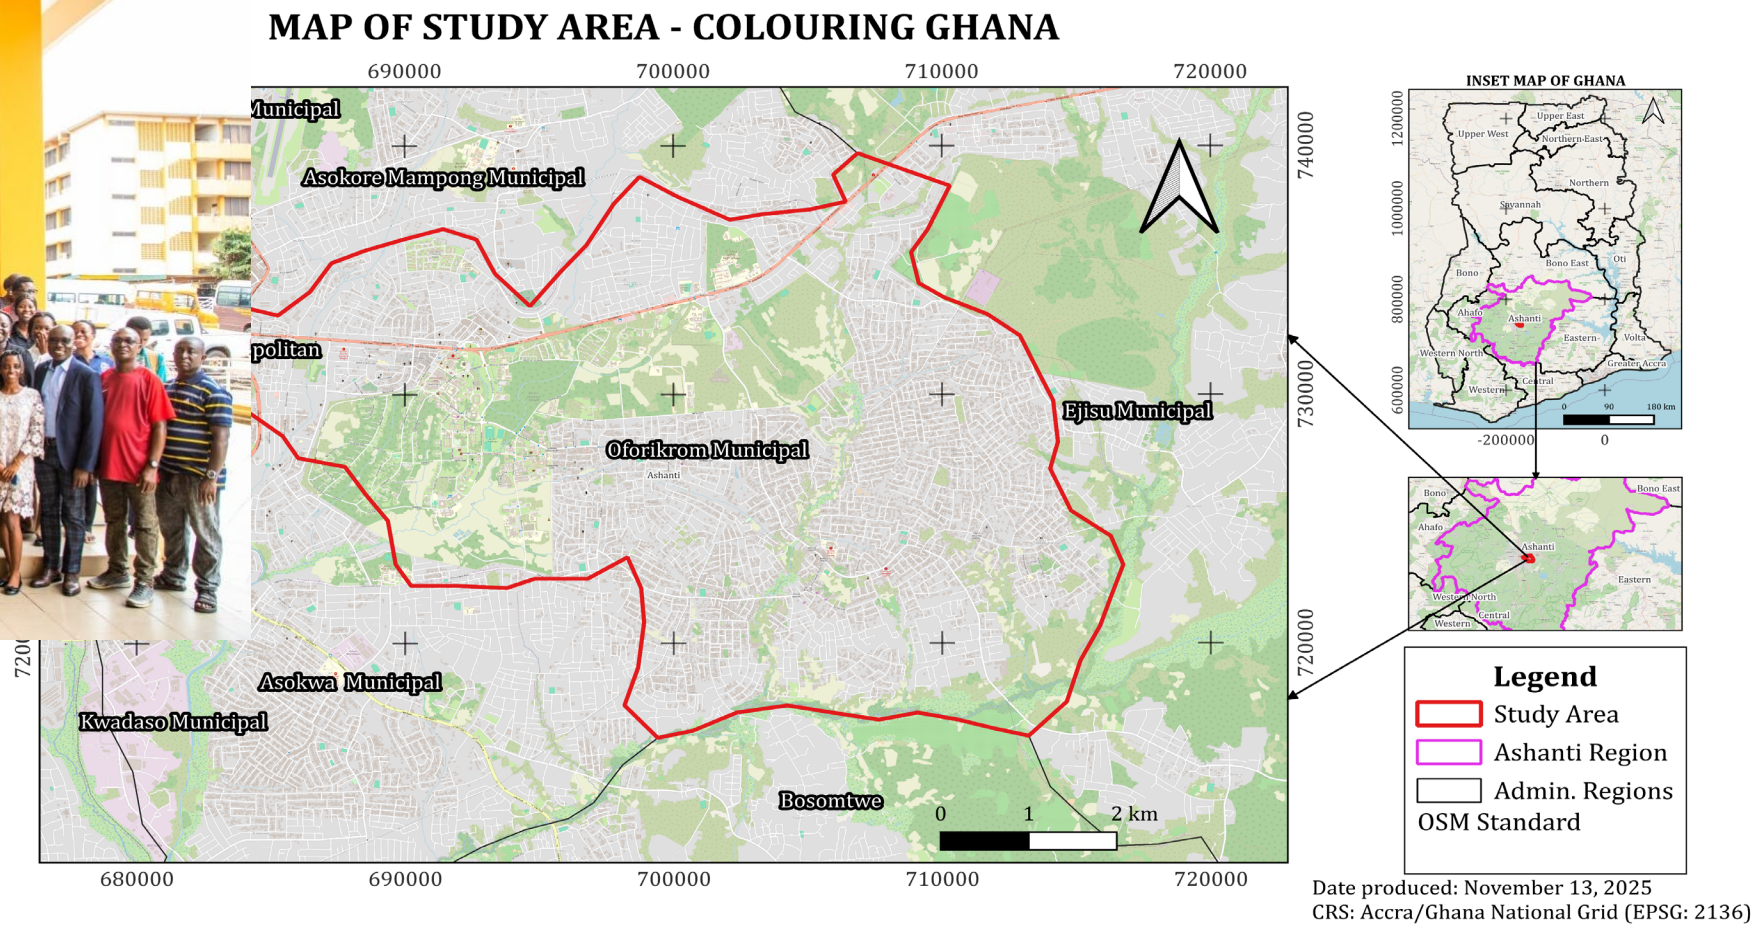 MAP OF STUDY AREA - COLOURING GHANA
690000
700000
710000
720000
Municipal
Asokore Mampong Municipal
politan
Oforikrom Municipal
Ashanti
Ejisu Municipal
Asokwa Municipal
Kwadaso Municipal
Bosomtwe
0 1 2 km
740000
730000
720000
720
680000
690000
700000
710000
720000
INSET MAP OF GHANA
1200000
1000000
800000
600000
Upper East
Upper West
Northern East
Northern
Savannah
Bono East
Oti
Bono
Ahafo
Ashanti
Eastern
Volta
Western North
Greater Accra
Central
Western
0 90 180 km
-200000
0
Bono
Bono East
Ahafo
Ashanti
Eastern
Western North
Central
Western
Legend
Study Area
Ashanti Region
Admin. Regions
OSM Standard
Date produced: November 13, 2025
CRS: Accra/Ghana National Grid (EPSG: 2136)